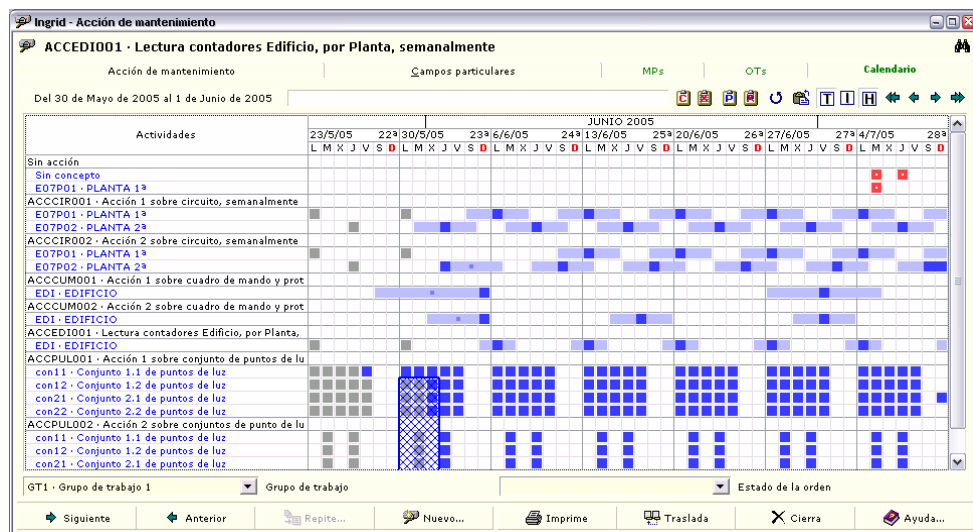 Ingrid - Acción de mantenimiento
ACCEDI001 · Lectura contadores Edificio, por Planta, semanalmente
Acción de mantenimiento Campos particulares MPs OTs Calendario
Del 30 de Mayo de 2005 al 1 de Junio de 2005 C P R T I H
JUNIO 2005
Actividades 23/5/05 22ª 30/5/05 23ª 6/6/05 24ª 13/6/05 25ª 20/6/05 26ª 27/6/05 27ª 4/7/05 28ª
L M X J V S D L M X J V S D L M X J V S D L M X J V S D L M X J V S D L M X J V S D L M X J V S D
Sin acción
Sin concepto
E07P01 · PLANTA 1ª
ACCCIR001 · Acción 1 sobre circuito, semanalmente
E07P01 · PLANTA 1ª
E07P02 · PLANTA 2ª
ACCCIR002 · Acción 2 sobre circuito, semanalmente
E07P01 · PLANTA 1ª
E07P02 · PLANTA 2ª
ACCCUM001 · Acción 1 sobre cuadro de mando y prot
EDI · EDIFICIO
ACCCUM002 · Acción 2 sobre cuadro de mando y prot
EDI · EDIFICIO
ACCEDI001 · Lectura contadores Edificio, por Planta,
EDI · EDIFICIO
ACCPUL001 · Acción 1 sobre conjunto de puntos de lu
con11 · Conjunto 1.1 de puntos de luz
con12 · Conjunto 1.2 de puntos de luz
con21 · Conjunto 2.1 de puntos de luz
con22 · Conjunto 2.2 de puntos de luz
ACCPUL002 · Acción 2 sobre conjuntos de punto de lu
con11 · Conjunto 1.1 de puntos de luz
con12 · Conjunto 1.2 de puntos de luz
con21 · Conjunto 2.1 de puntos de luz
GT1 · Grupo de trabajo 1 Grupo de trabajo Estado de la orden
Siguiente Anterior Repite... Nuevo... Imprime Traslada Cierra Ayuda...